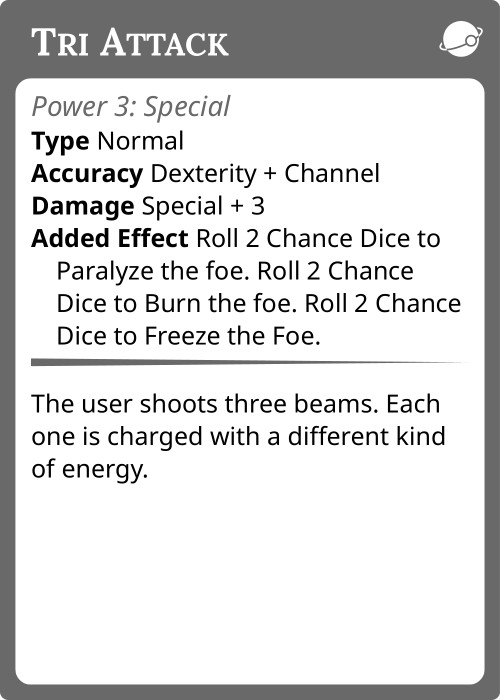 Tri Attack
Power 3: Special
Type Normal
Accuracy Dexterity + Channel
Damage Special + 3
Added Effect Roll 2 Chance Dice to
Paralyze the foe. Roll 2 Chance
Dice to Burn the foe. Roll 2 Chance
Dice to Freeze the Foe.
The user shoots three beams. Each
one is charged with a different kind
of energy.